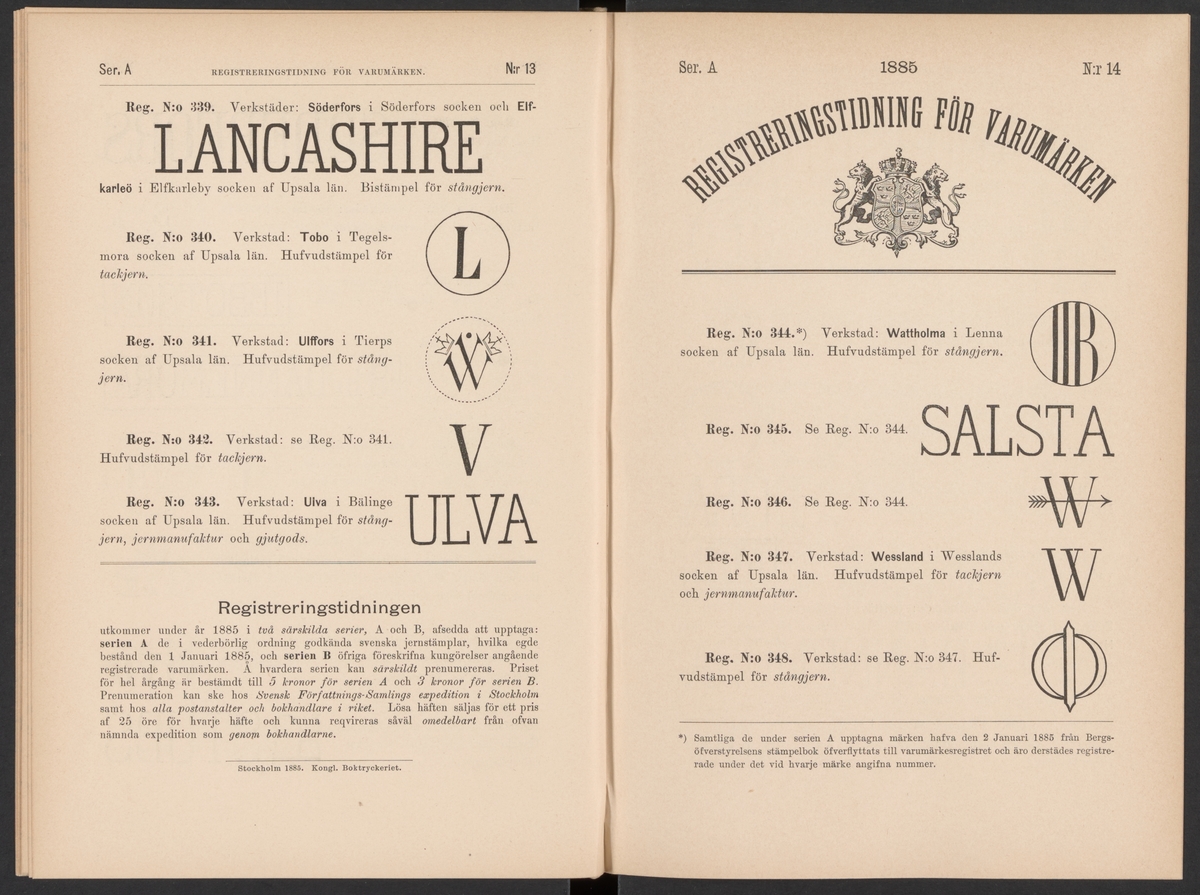 Ser. A REGISTRERINGSTIDNING FÖR VARUMÄRKEN. N:r 13
Reg. N:o 339. Verkstäder: Söderfors i Söderfors socken och Elf-
LANCASHIRE
karleö i Elfkarleby socken af Upsala län. Bistämpel för stångjern.
Reg. N:o 340. Verkstad: Tobo i Tegels-
mora socken af Upsala län. Hufvudstämpel för
tackjern.
L
Reg. N:o 341. Verkstad: Ulffors i Tierps
socken af Upsala län. Hufvudstämpel för stång-
jern.
W
Reg. N:o 342. Verkstad: se Reg. N:o 341.
Hufvudstämpel för tackjern.
V
Reg. N:o 343. Verkstad: Ulva i Bälinge
socken af Upsala län. Hufvudstämpel för stång-
jern, jernmanufaktur och gjutgods.
ULVA
Registreringstidningen
utkommer under år 1885 i två särskilda serier, A och B, afsedda att upptaga:
serien A de i vederbörlig ordning godkända svenska jernstämplar, hvilka egde
bestånd den 1 Januari 1885, och serien B öfriga föreskrifna kungörelser angående
registrerade varumärken. Å hvardera serien kan särskildt prenumereras. Priset
för hel årgång är bestämdt till 5 kronor för serien A och 3 kronor för serien B.
Prenumeration kan ske hos Svensk Författnings-Samlings expedition i Stockholm
samt hos alla postanstalter och bokhandlare i riket. Lösa häften säljas för ett pris
af 25 öre för hvarje häfte och kunna reqvireras såväl omedelbart från ofvan
nämnda expedition som genom bokhandlarne.
Stockholm 1885. Kongl. Boktryckeriet.
Ser. A 1885 N:r 14
REGISTRERINGSTIDNING FÖR VARUMÄRKEN
Reg. N:o 344.*) Verkstad: Wattholma i Lenna
socken af Upsala län. Hufvudstämpel för stångjern.
B
Reg. N:o 345. Se Reg. N:o 344.
SALSTA
Reg. N:o 346. Se Reg. N:o 344.
W
Reg. N:o 347. Verkstad: Wessland i Wesslands
socken af Upsala län. Hufvudstämpel för tackjern
och jernmanufaktur.
W
Reg. N:o 348. Verkstad: se Reg. N:o 347. Huf-
vudstämpel för stångjern.
*) Samtliga de under serien A upptagna märken hafva den 2 Januari 1885 från Bergs-
öfverstyrelsens stämpelbok öfverflyttats till varumärkesregistret och äro derstädes registre-
rade under det vid hvarje märke angifna nummer.